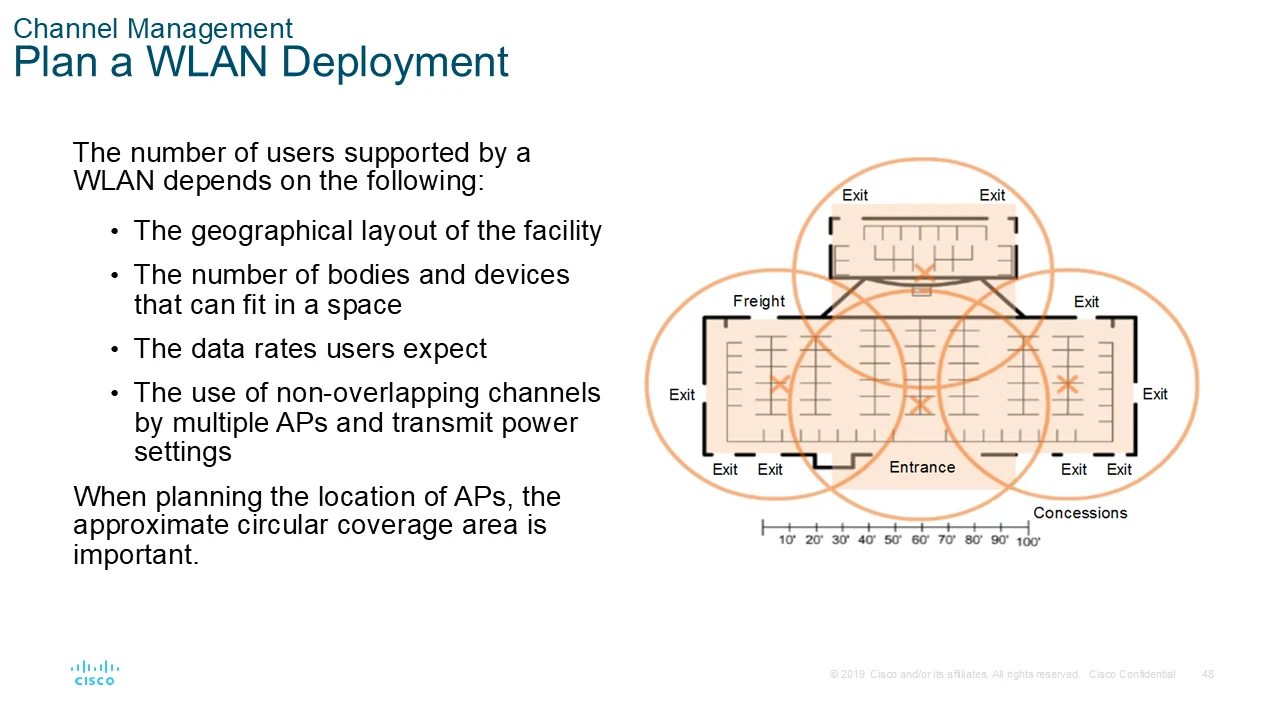 Channel Management
Plan a WLAN Deployment
The number of users supported by a
WLAN depends on the following:
• The geographical layout of the facility
• The number of bodies and devices
that can fit in a space
• The data rates users expect
• The use of non-overlapping channels
by multiple APs and transmit power
settings
When planning the location of APs, the
approximate circular coverage area is
important.
Exit Exit
Freight Exit
Exit Exit
Exit Exit Entrance Exit Exit
Concessions
10' 20' 30' 40' 50' 60' 70' 80' 90' 100'
CISCO
© 2019 Cisco and/or its affiliates. All rights reserved. Cisco Confidential 48